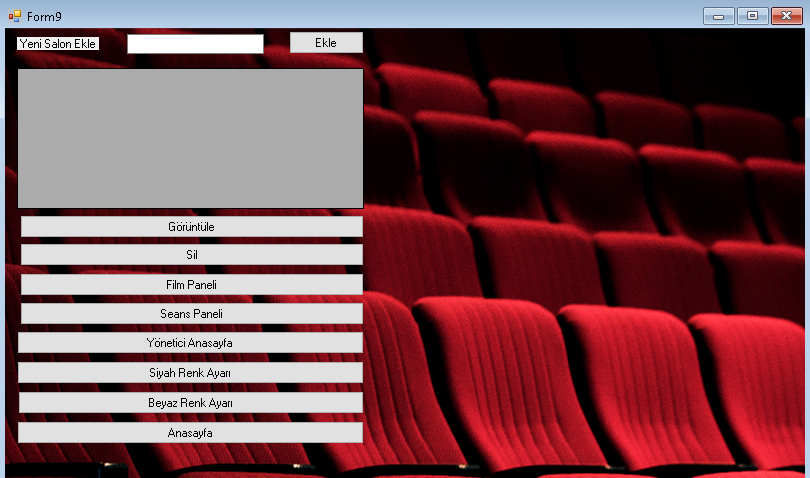 Form9
Yeni Salon Ekle
Ekle
Görüntüle
Sil
Film Paneli
Seans Paneli
Yönetici Anasayfa
Siyah Renk Ayarı
Beyaz Renk Ayarı
Anasayfa